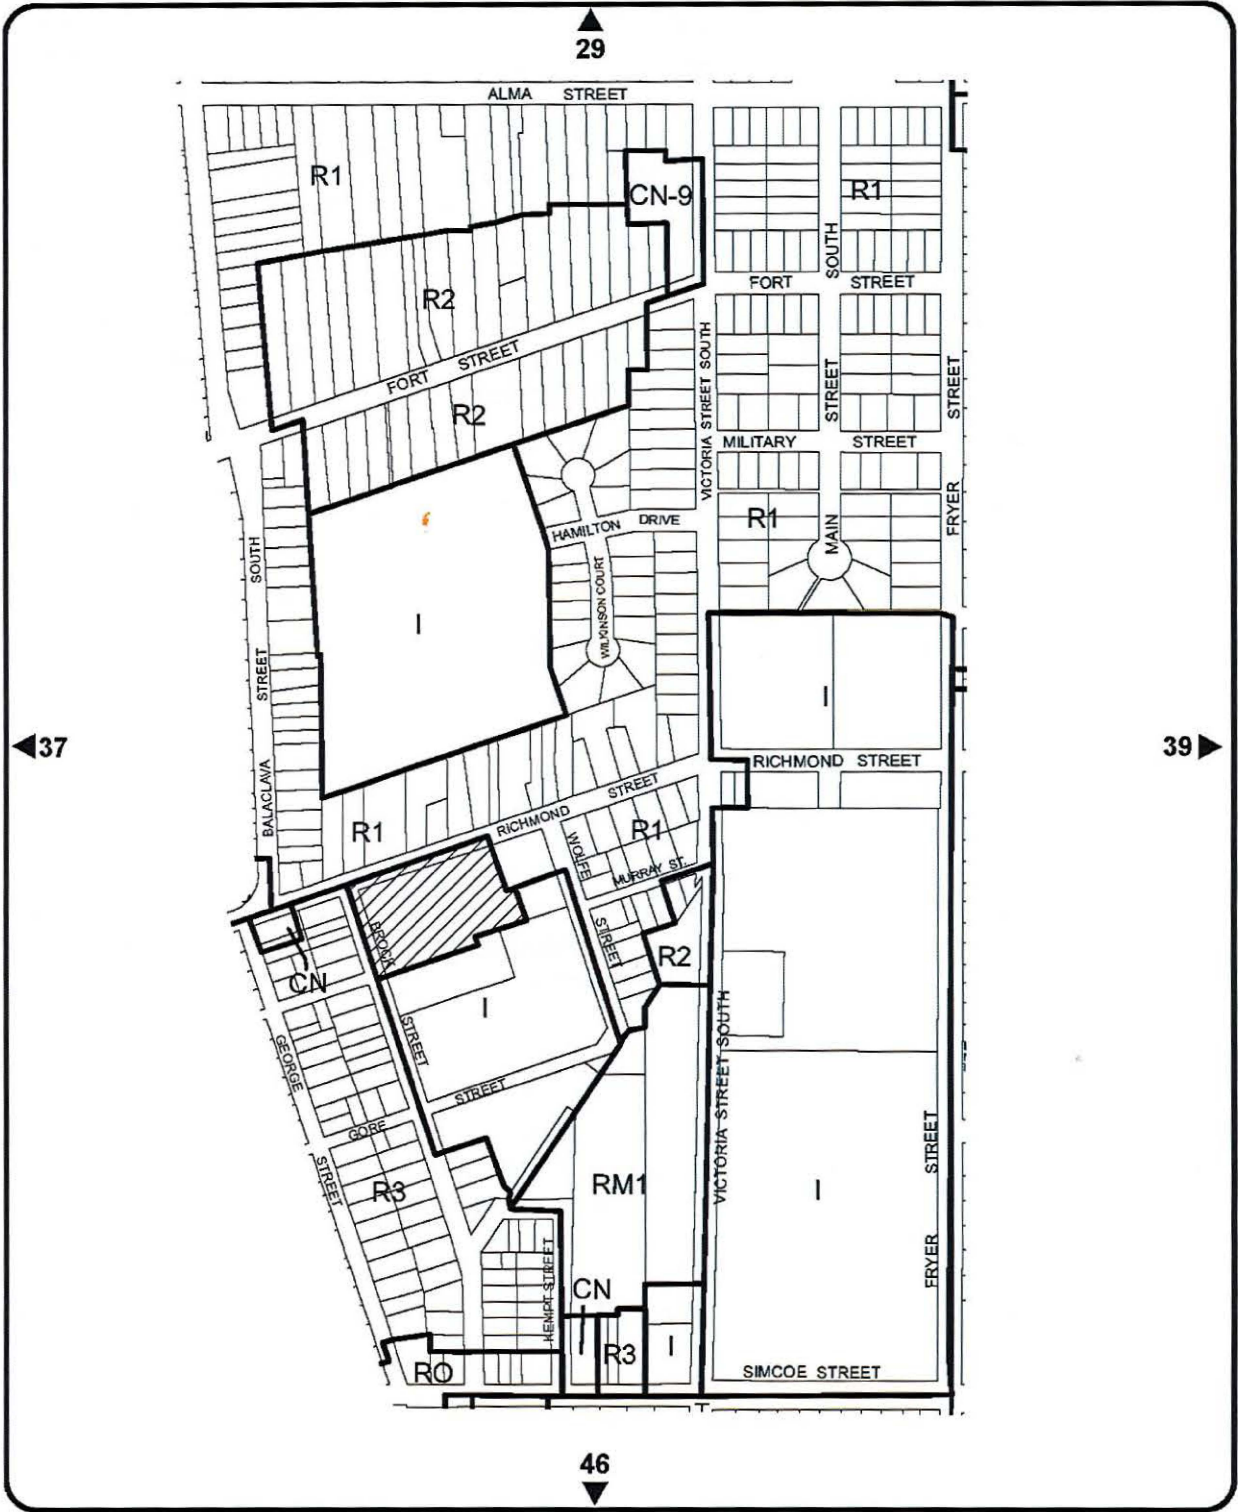 29
ALMA STREET
R1
CN-9
R1
SOUTH
R2
FORT STREET
FORT STREET
VICTORIA STREET SOUTH
STREET
STREET
R2
MILITARY STREET
HAMILTON DRIVE
R1
MAIN
FRYER
SOUTH
WILKINSON COURT
I
STREET
I
37
39
RICHMOND STREET
BALACLAVA
RICHMOND STREET
R1
WOLFE
R1
MURRAY ST.
BROCK
STREET
R2
CN
I
STREET
VICTORIA STREET SOUTH
GEORGE
STREET
GORE
STREET
R3
RM1
I
STREET
FRYER
KEMPT STREET
CN
I
R3
RO
SIMCOE STREET
46